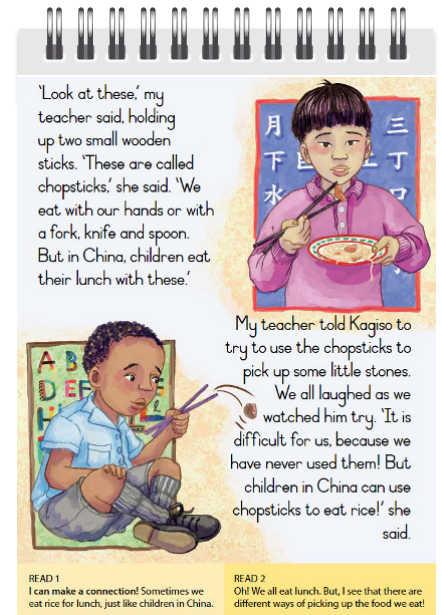 ‘Look at these,’ my
teacher said, holding
up two small wooden
sticks. ‘These are called
chopsticks,’ she said. ‘We
eat with our hands or with
a fork, knife and spoon.
But in China, children eat
their lunch with these.’
月 三
下 丁
水
My teacher told Kagiso to
try to use the chopsticks to
pick up some little stones.
We all laughed as we
watched him try. ‘It is
difficult for us, because we
have never used them! But
children in China can use
chopsticks to eat rice!’ she
said.
A B
D E F
READ 1
I can make a connection! Sometimes we
eat rice for lunch, just like children in China.
READ 2
Oh! We all eat lunch. But, I see that there are
different ways of picking up the food we eat!